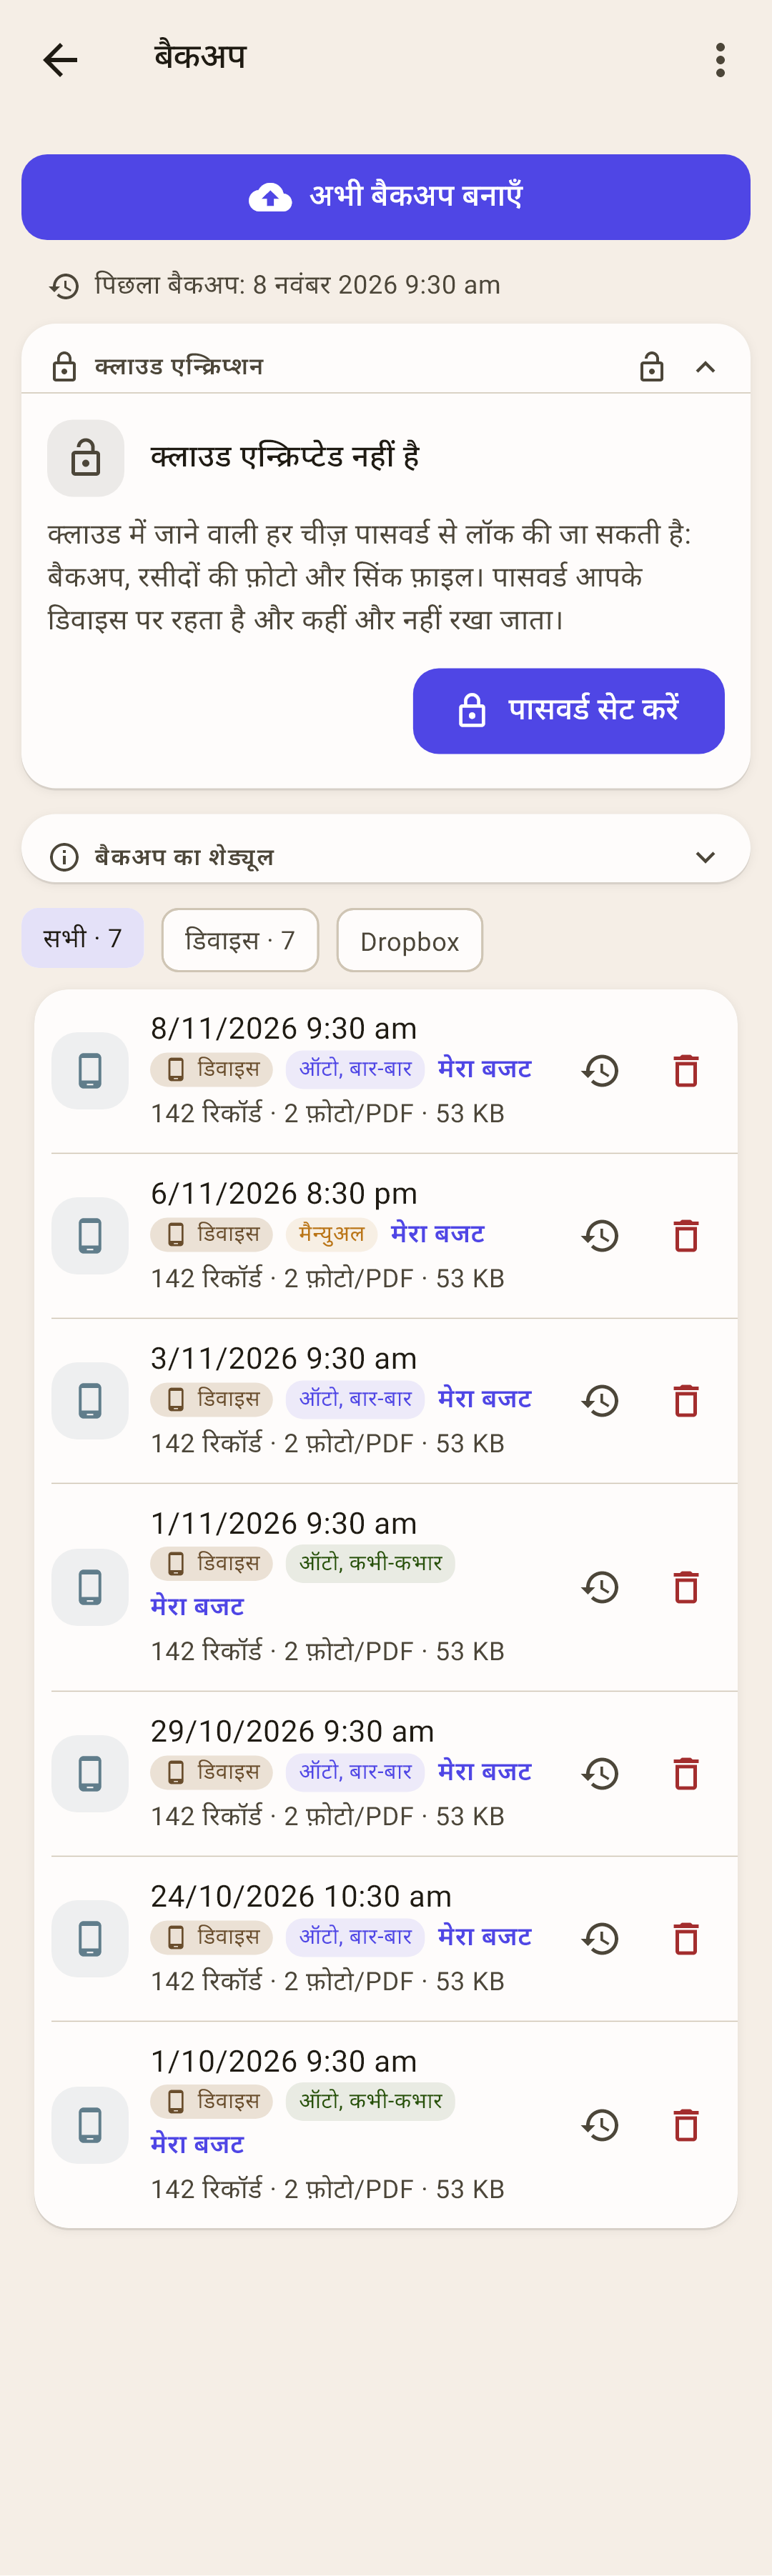 बैकअप
अभी बैकअप बनाएँ
पिछला बैकअप: 8 नवंबर 2026 9:30 am
क्लाउड एन्क्रिप्शन
क्लाउड एन्क्रिप्टेड नहीं है
क्लाउड में जाने वाली हर चीज़ पासवर्ड से लॉक की जा सकती है:
बैकअप, रसीदों की फ़ोटो और सिंक फ़ाइल। पासवर्ड आपके
डिवाइस पर रहता है और कहीं और नहीं रखा जाता।
पासवर्ड सेट करें
बैकअप का शेड्यूल
सभी · 7 डिवाइस · 7 Dropbox
8/11/2026 9:30 am
डिवाइस ऑटो, बार-बार मेरा बजट
142 रिकॉर्ड · 2 फ़ोटो/PDF · 53 KB
6/11/2026 8:30 pm
डिवाइस मैन्युअल मेरा बजट
142 रिकॉर्ड · 2 फ़ोटो/PDF · 53 KB
3/11/2026 9:30 am
डिवाइस ऑटो, बार-बार मेरा बजट
142 रिकॉर्ड · 2 फ़ोटो/PDF · 53 KB
1/11/2026 9:30 am
डिवाइस ऑटो, कभी-कभार
मेरा बजट
142 रिकॉर्ड · 2 फ़ोटो/PDF · 53 KB
29/10/2026 9:30 am
डिवाइस ऑटो, बार-बार मेरा बजट
142 रिकॉर्ड · 2 फ़ोटो/PDF · 53 KB
24/10/2026 10:30 am
डिवाइस ऑटो, बार-बार मेरा बजट
142 रिकॉर्ड · 2 फ़ोटो/PDF · 53 KB
1/10/2026 9:30 am
डिवाइस ऑटो, कभी-कभार
मेरा बजट
142 रिकॉर्ड · 2 फ़ोटो/PDF · 53 KB